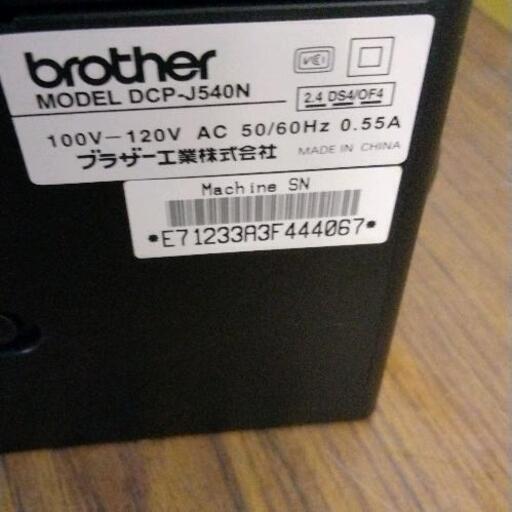 brother
VCI
MODEL DCP-J540N
2.4 DS4/OF4
100V-120V AC 50/60Hz 0.55A
ブラザー工業株式会社 MADE IN CHINA
Machine SN
*E71233A3F444067*